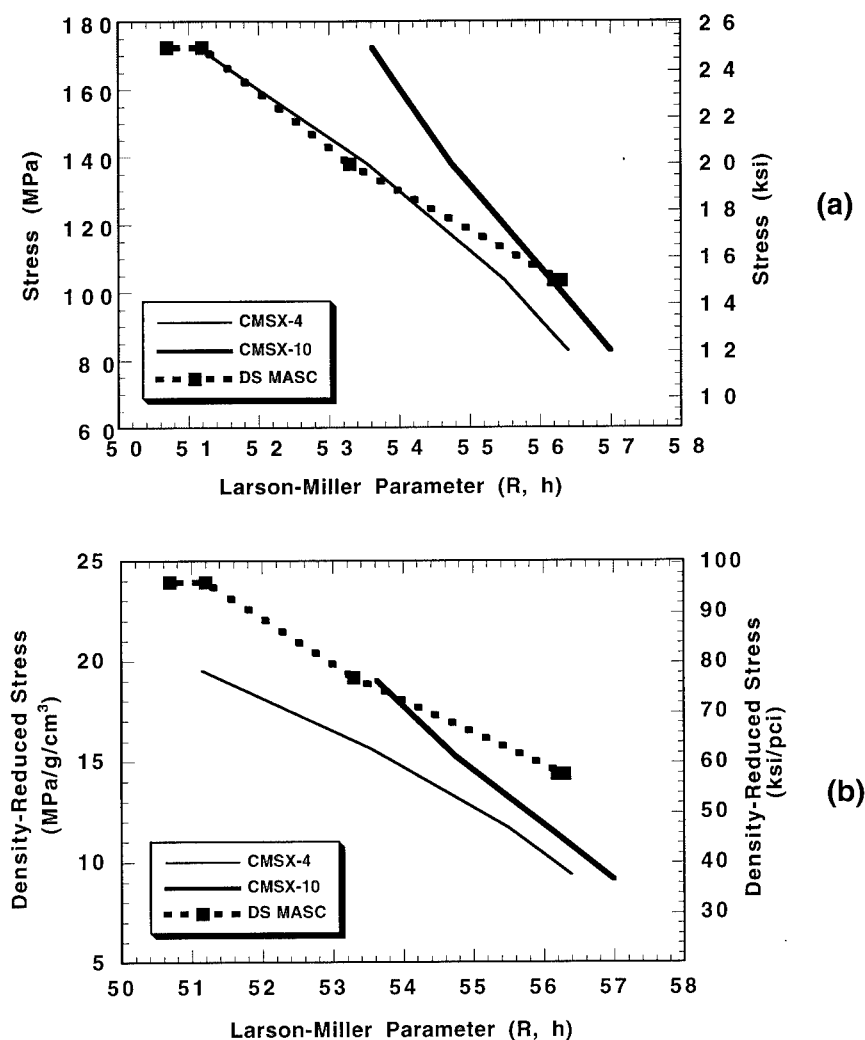 180
160
140
120
100
80
60
Stress (MPa)
26
24
22
20
18
16
14
12
10
Stress (ksi)
(a)
CMSX-4
CMSX-10
DS MASC
50 51 52 53 54 55 56 57 58
Larson-Miller Parameter (R, h)
25
20
15
10
5
Density-Reduced Stress
(MPa/g/cm³)
100
90
80
70
60
50
40
30
Density-Reduced Stress
(ksi/pci)
(b)
CMSX-4
CMSX-10
DS MASC
50 51 52 53 54 55 56 57 58
Larson-Miller Parameter (R, h)